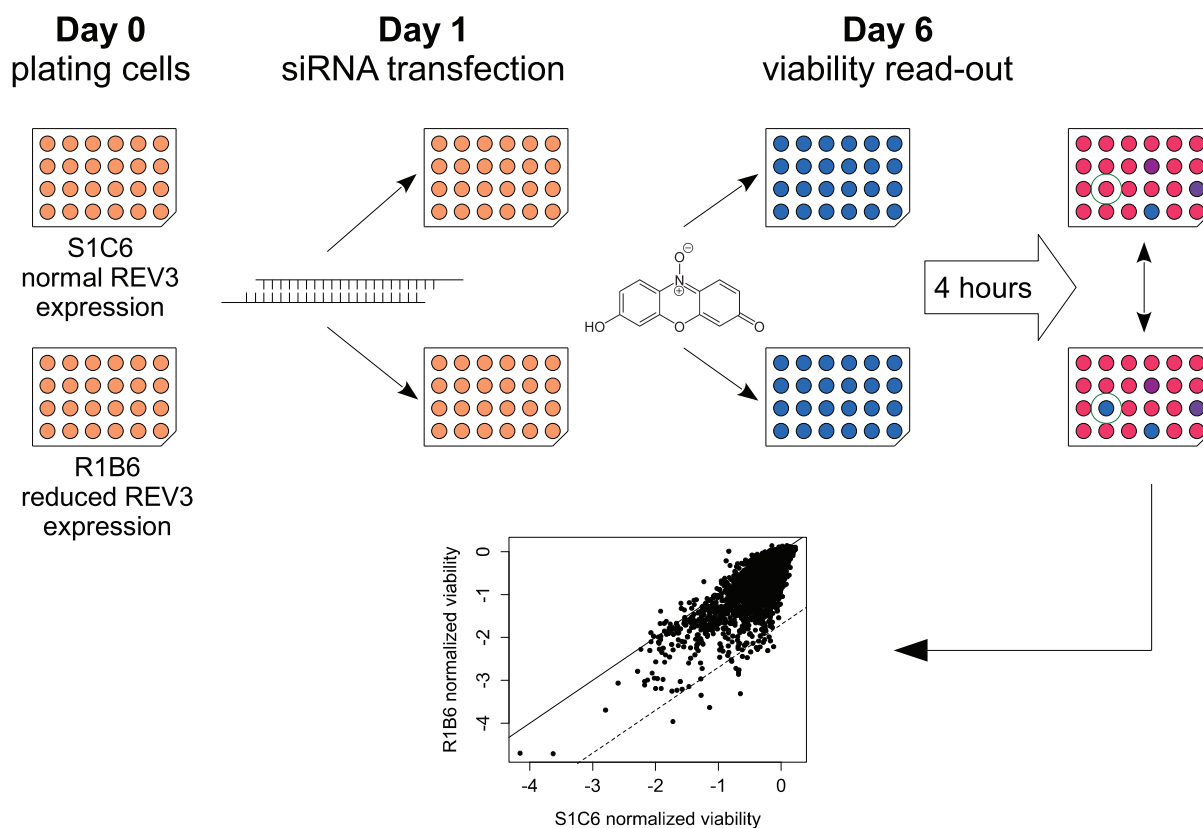 Day 0
plating cells
Day 1
siRNA transfection
Day 6
viability read-out
S1C6
normal REV3
expression
R1B6
reduced REV3
expression
O
⊖
N
⊕
HO
O
O
4 hours
R1B6 normalized viability
0
-1
-2
-3
-4
-4
-3
-2
-1
0
S1C6 normalized viability